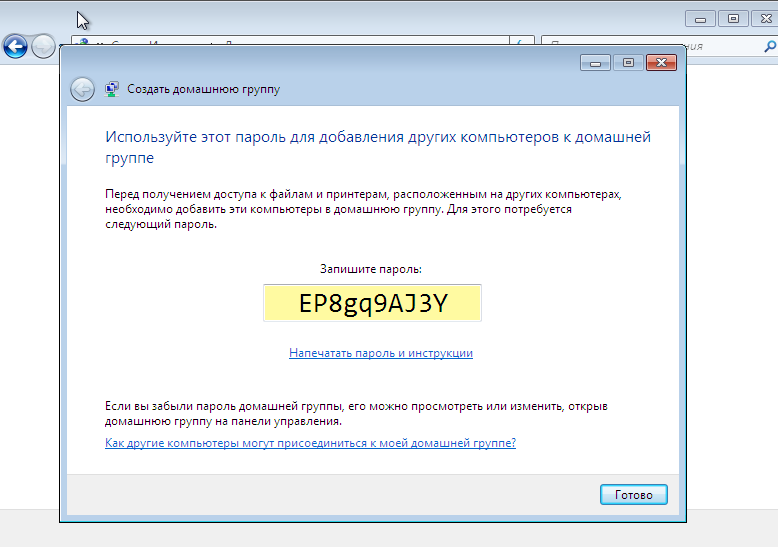 Создать домашнюю группу
Используйте этот пароль для добавления других компьютеров к домашней
группе
Перед получением доступа к файлам и принтерам, расположенным на других компьютерах,
необходимо добавить эти компьютеры в домашнюю группу. Для этого потребуется
следующий пароль.
Запишите пароль:
EP8gq9AJ3Y
Напечатать пароль и инструкции
Если вы забыли пароль домашней группы, его можно просмотреть или изменить, открыв
домашнюю группу на панели управления.
Как другие компьютеры могут присоединиться к моей домашней группе?
Готово